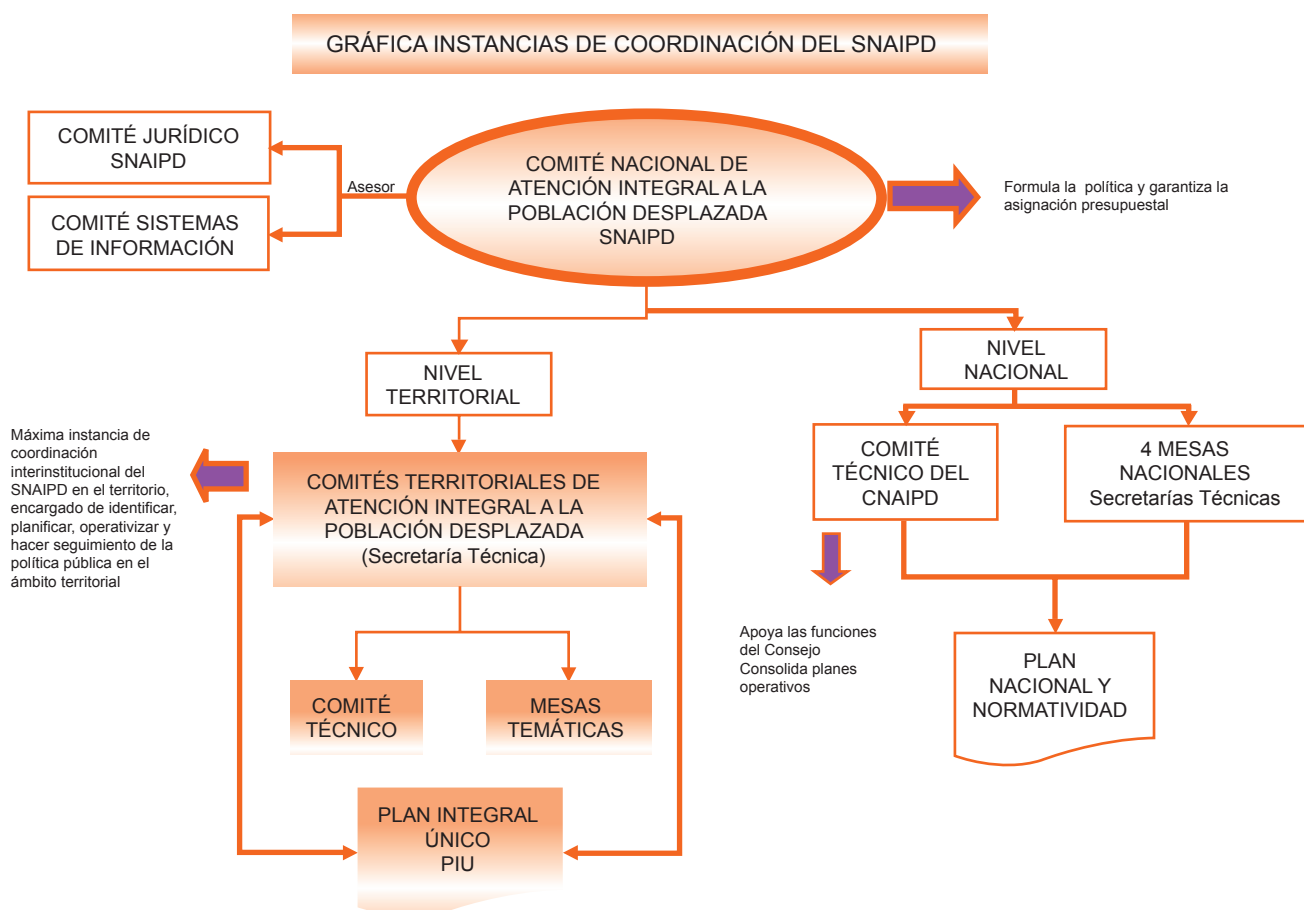 GRÁFICA INSTANCIAS DE COORDINACIÓN DEL SNAIPD
COMITÉ JURÍDICO
SNAIPD
COMITÉ SISTEMAS
DE INFORMACIÓN
Asesor
COMITÉ NACIONAL DE
ATENCIÓN INTEGRAL A LA
POBLACIÓN DESPLAZADA
SNAIPD
Formula la política y garantiza la
asignación presupuestal
NIVEL
TERRITORIAL
NIVEL
NACIONAL
Máxima instancia de
coordinación
interinstitucional del
SNAIPD en el territorio,
encargado de identificar,
planificar, operativizar y
hacer seguimiento de la
política pública en el
ámbito territorial
COMITÉS TERRITORIALES DE
ATENCIÓN INTEGRAL A LA
POBLACIÓN DESPLAZADA
(Secretaría Técnica)
COMITÉ
TÉCNICO DEL
CNAIPD
4 MESAS
NACIONALES
Secretarías Técnicas
Apoya las funciones
del Consejo
Consolida planes
operativos
PLAN
NACIONAL Y
NORMATIVIDAD
COMITÉ
TÉCNICO
MESAS
TEMÁTICAS
PLAN INTEGRAL
ÚNICO
PIU